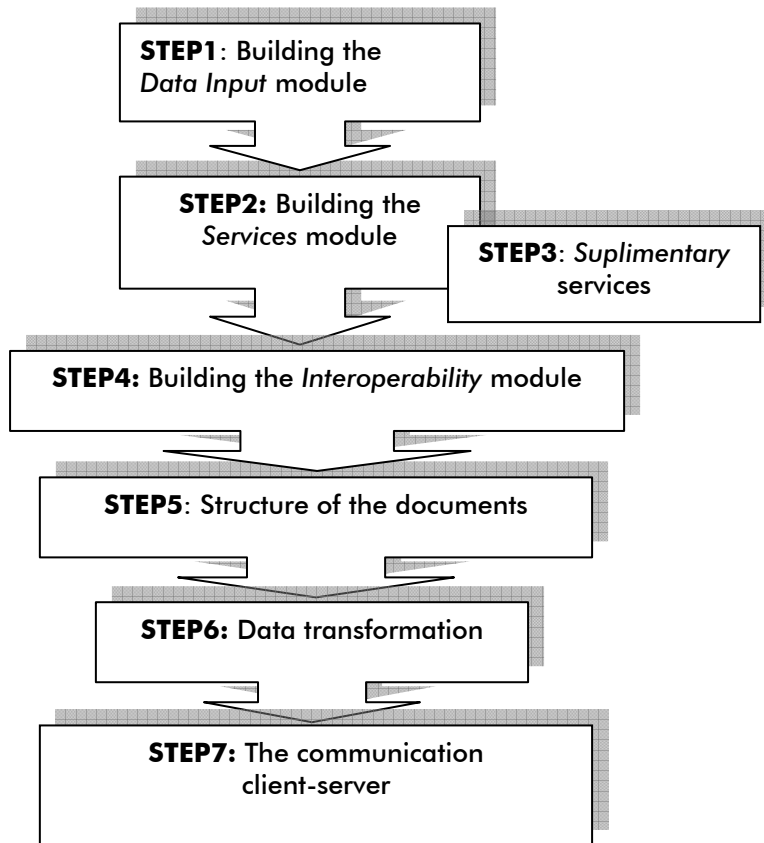 STEP1: Building the
Data Input module
STEP2: Building the
Services module
STEP3: Suplimentary
services
STEP4: Building the Interoperability module
STEP5: Structure of the documents
STEP6: Data transformation
STEP7: The communication
client-server